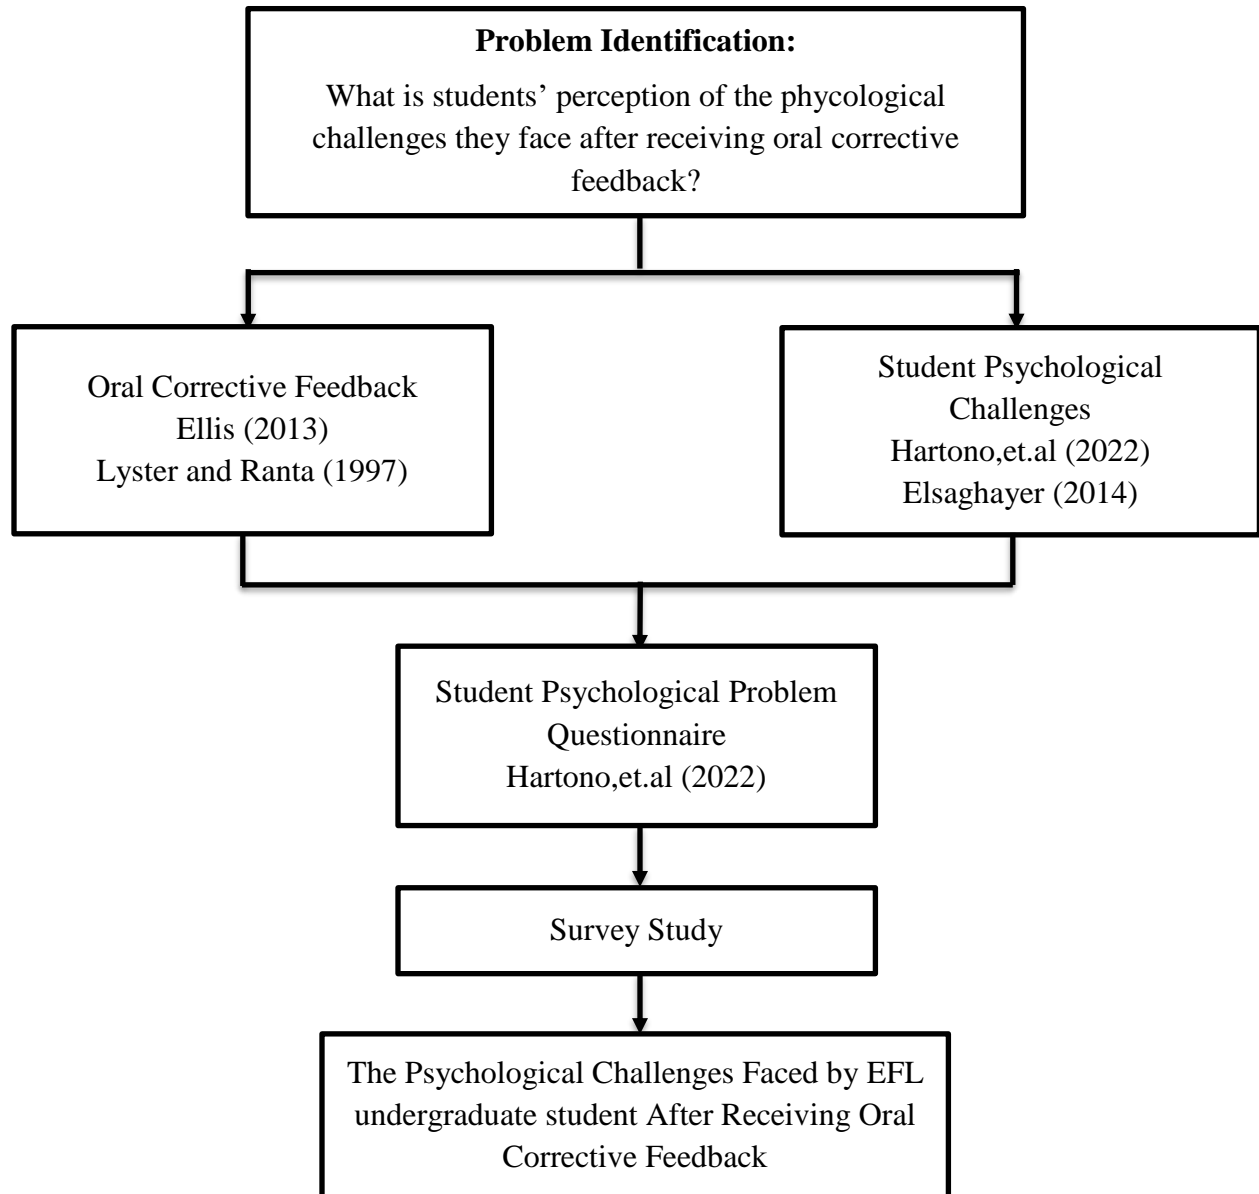 Problem Identification:
What is students’ perception of the phycological
challenges they face after receiving oral corrective
feedback?
Oral Corrective Feedback
Ellis (2013)
Lyster and Ranta (1997)
Student Psychological
Challenges
Hartono,et.al (2022)
Elsaghayer (2014)
Student Psychological Problem
Questionnaire
Hartono,et.al (2022)
Survey Study
The Psychological Challenges Faced by EFL
undergraduate student After Receiving Oral
Corrective Feedback